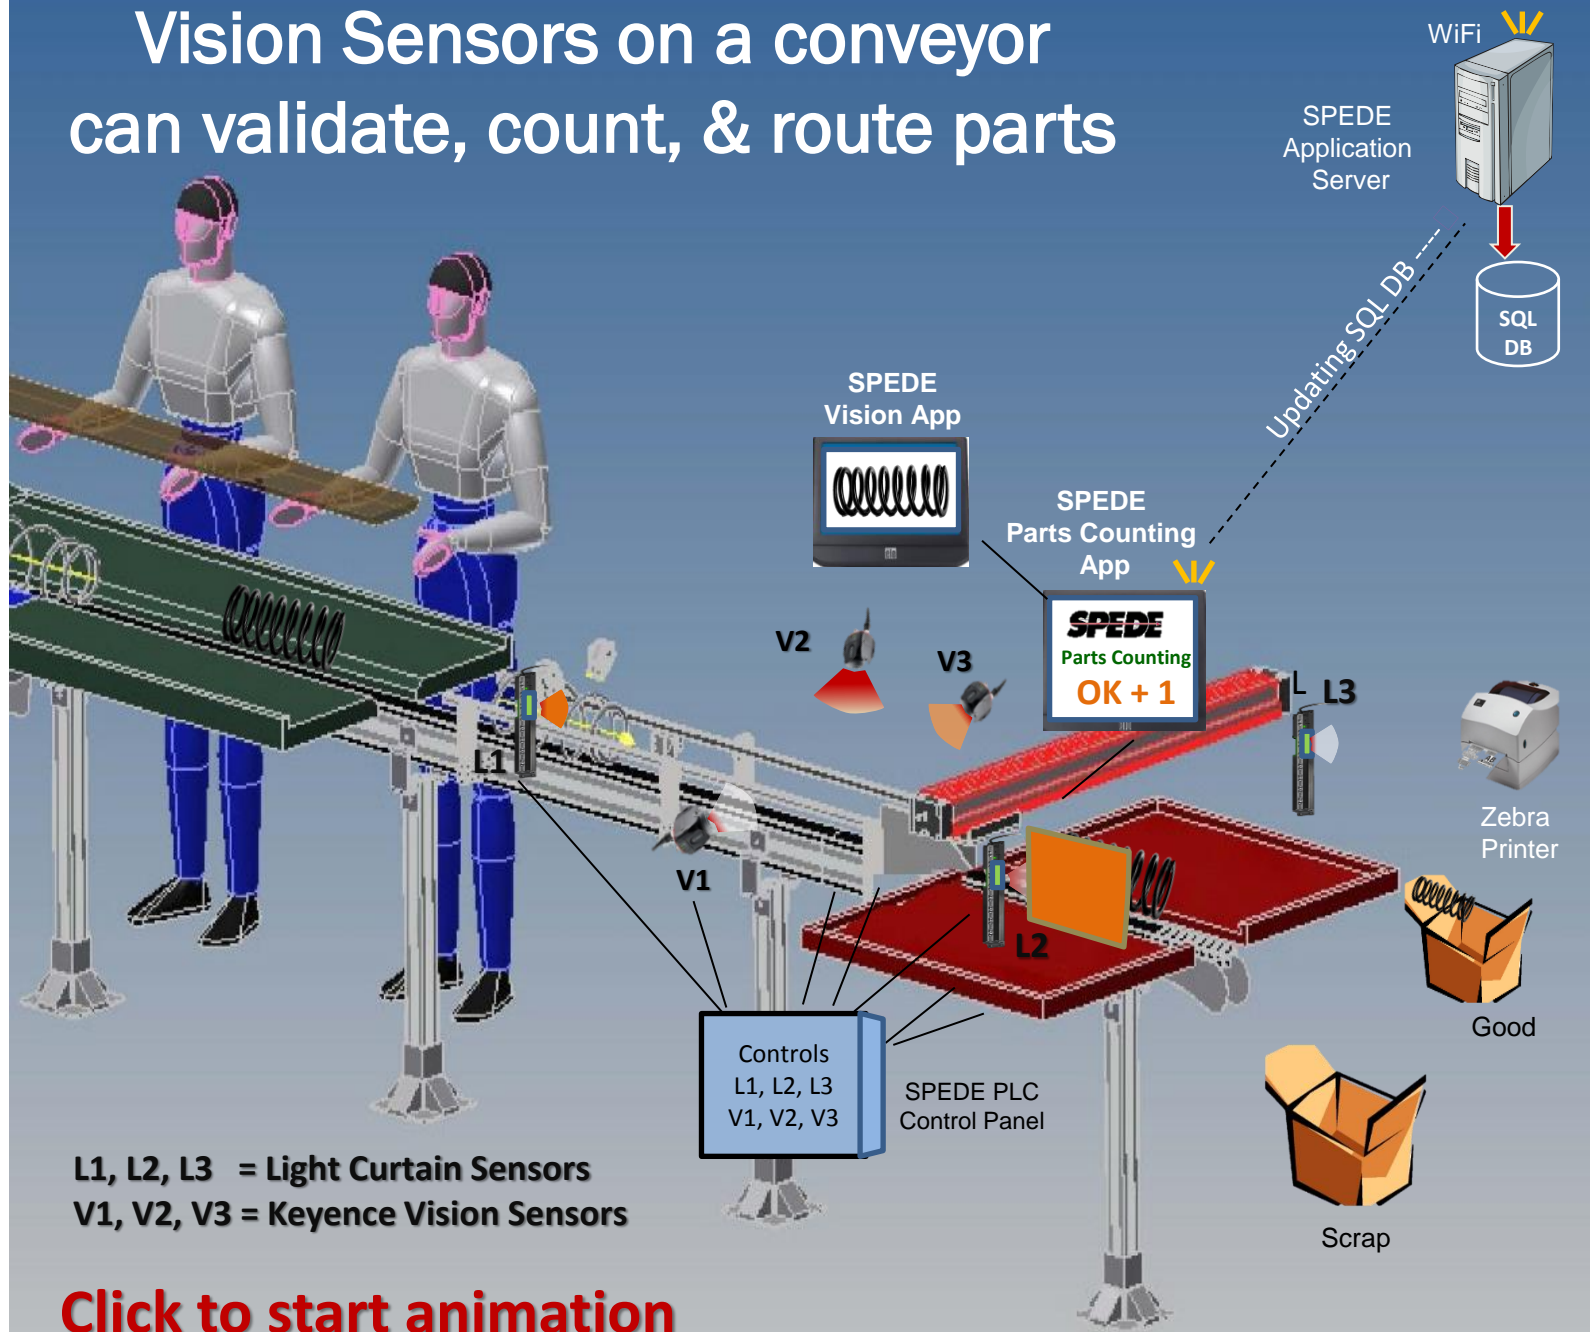 Vision Sensors on a conveyor
can validate, count, & route parts
WiFi
SPEDE
Application
Server
SQL
DB
Updating SQL DB
SPEDE
Vision App
SPEDE
Parts Counting
App
SPEDE
Parts Counting
OK + 1
V2
V3
L
L3
L1
V1
L2
Zebra
Printer
Good
Controls
L1, L2, L3
V1, V2, V3
SPEDE PLC
Control Panel
Scrap
L1, L2, L3 = Light Curtain Sensors
V1, V2, V3 = Keyence Vision Sensors
Click to start animation